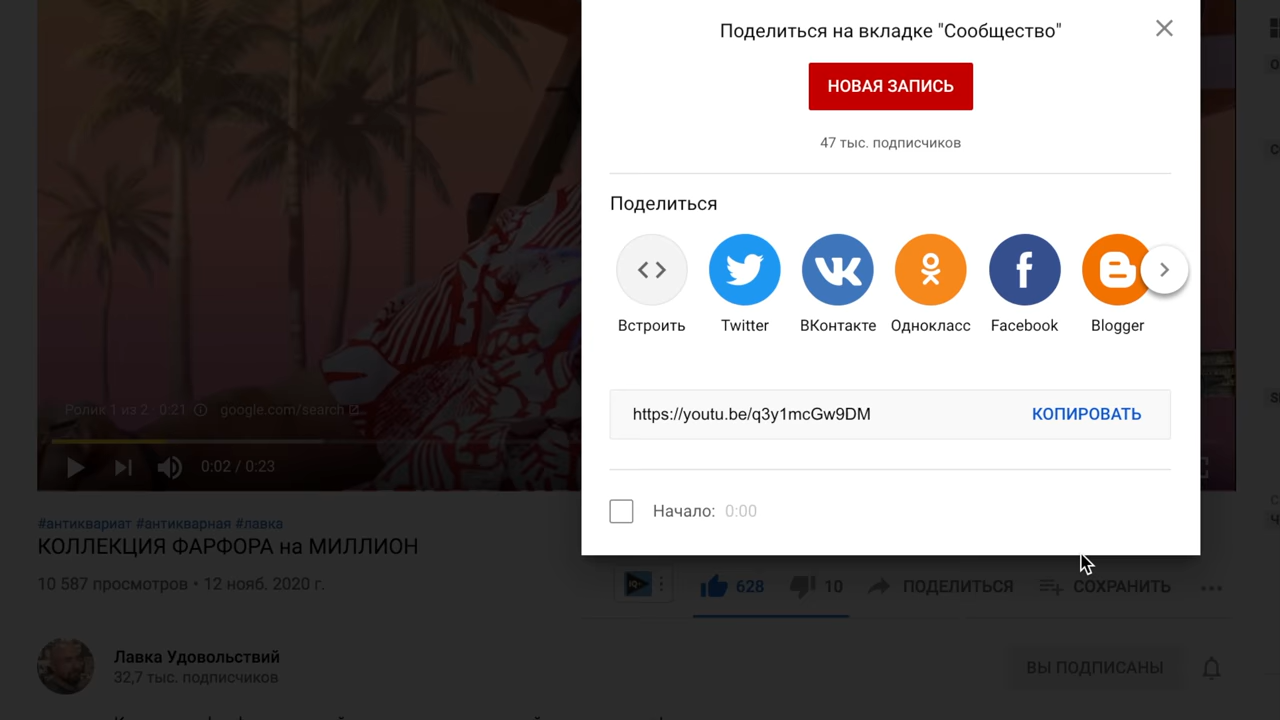 Поделиться на вкладке "Сообщество"
НОВАЯ ЗАПИСЬ
47 тыс. подписчиков
Поделиться
Встроить
Twitter
ВКонтакте
Однокласс
Facebook
Blogger
https://youtu.be/q3y1mcGw9DM
КОПИРОВАТЬ
Начало: 0:00
Ролик 1 из 2 · 0:21 google.com/search
0:02 / 0:23
#антиквариат #антикварная #лавка
КОЛЛЕКЦИЯ ФАРФОРА на МИЛЛИОН
10 587 просмотров • 12 нояб. 2020 г.
628
10
ПОДЕЛИТЬСЯ
СОХРАНИТЬ
Лавка Удовольствий
32,7 тыс. подписчиков
ВЫ ПОДПИСАНЫ